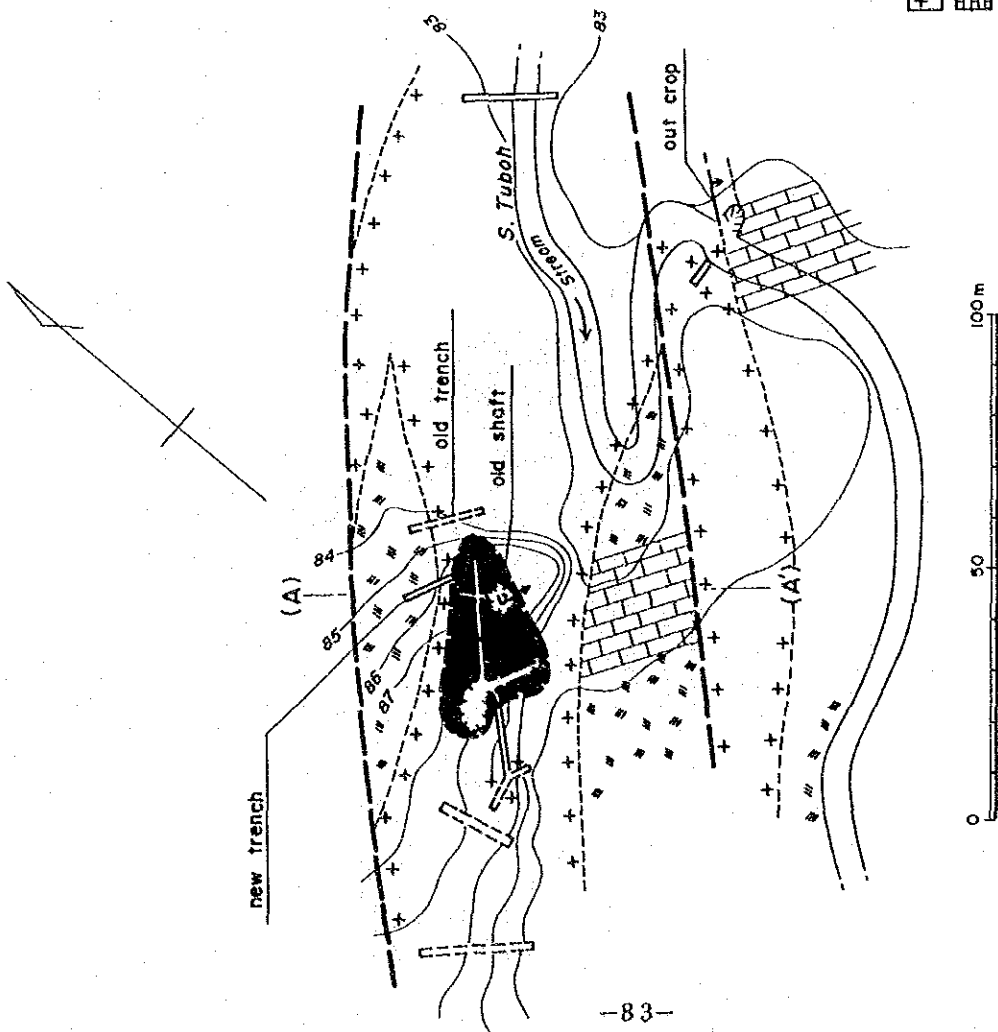 83
83
out crop
S. Tuboh
Stream
old trench
old shaft
100 m
84
(A)
85
86
87
(A')
new trench
0
50
-83-